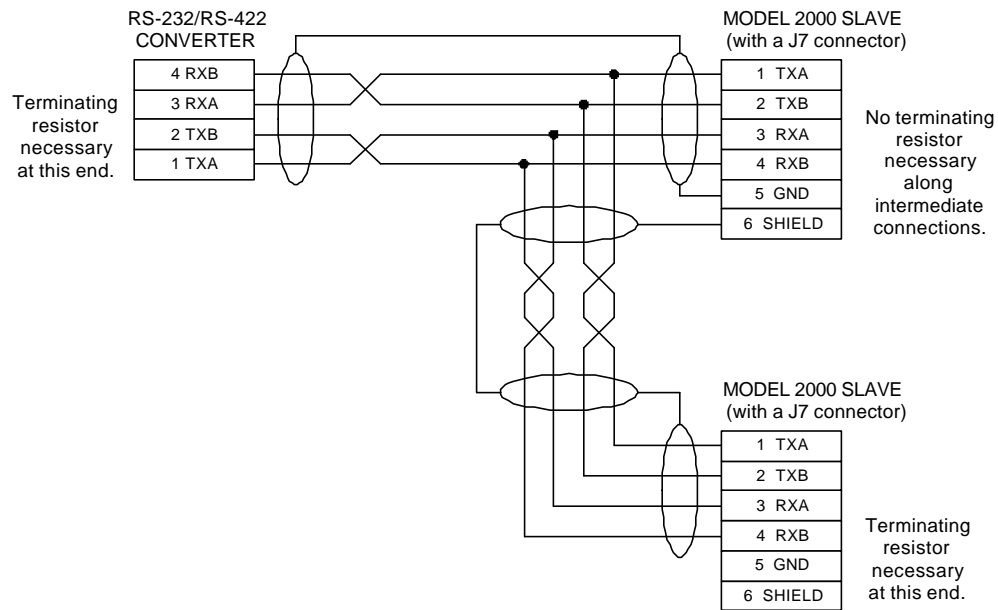 RS-232/RS-422
CONVERTER
4 RXB
3 RXA
2 TXB
1 TXA
Terminating
resistor
necessary
at this end.
MODEL 2000 SLAVE
(with a J7 connector)
1 TXA
2 TXB
3 RXA
4 RXB
5 GND
6 SHIELD
No terminating
resistor
necessary
along
intermediate
connections.
MODEL 2000 SLAVE
(with a J7 connector)
1 TXA
2 TXB
3 RXA
4 RXB
5 GND
6 SHIELD
Terminating
resistor
necessary
at this end.